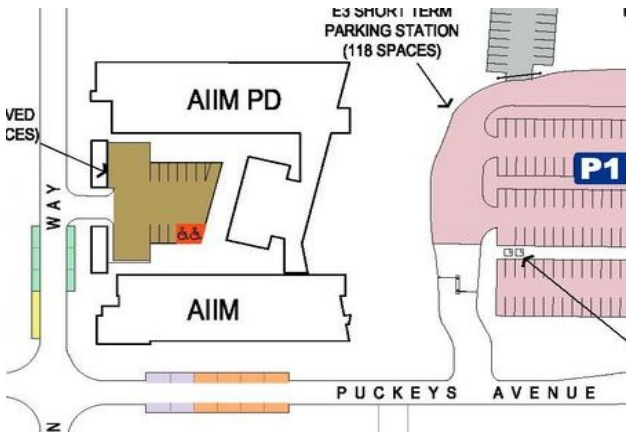 E3 SHORT TERM
PARKING STATION
(118 SPACES)
AIIM PD
VED
CES)
P1
WAY
AIIM
PUCKEYS AVENUE
N